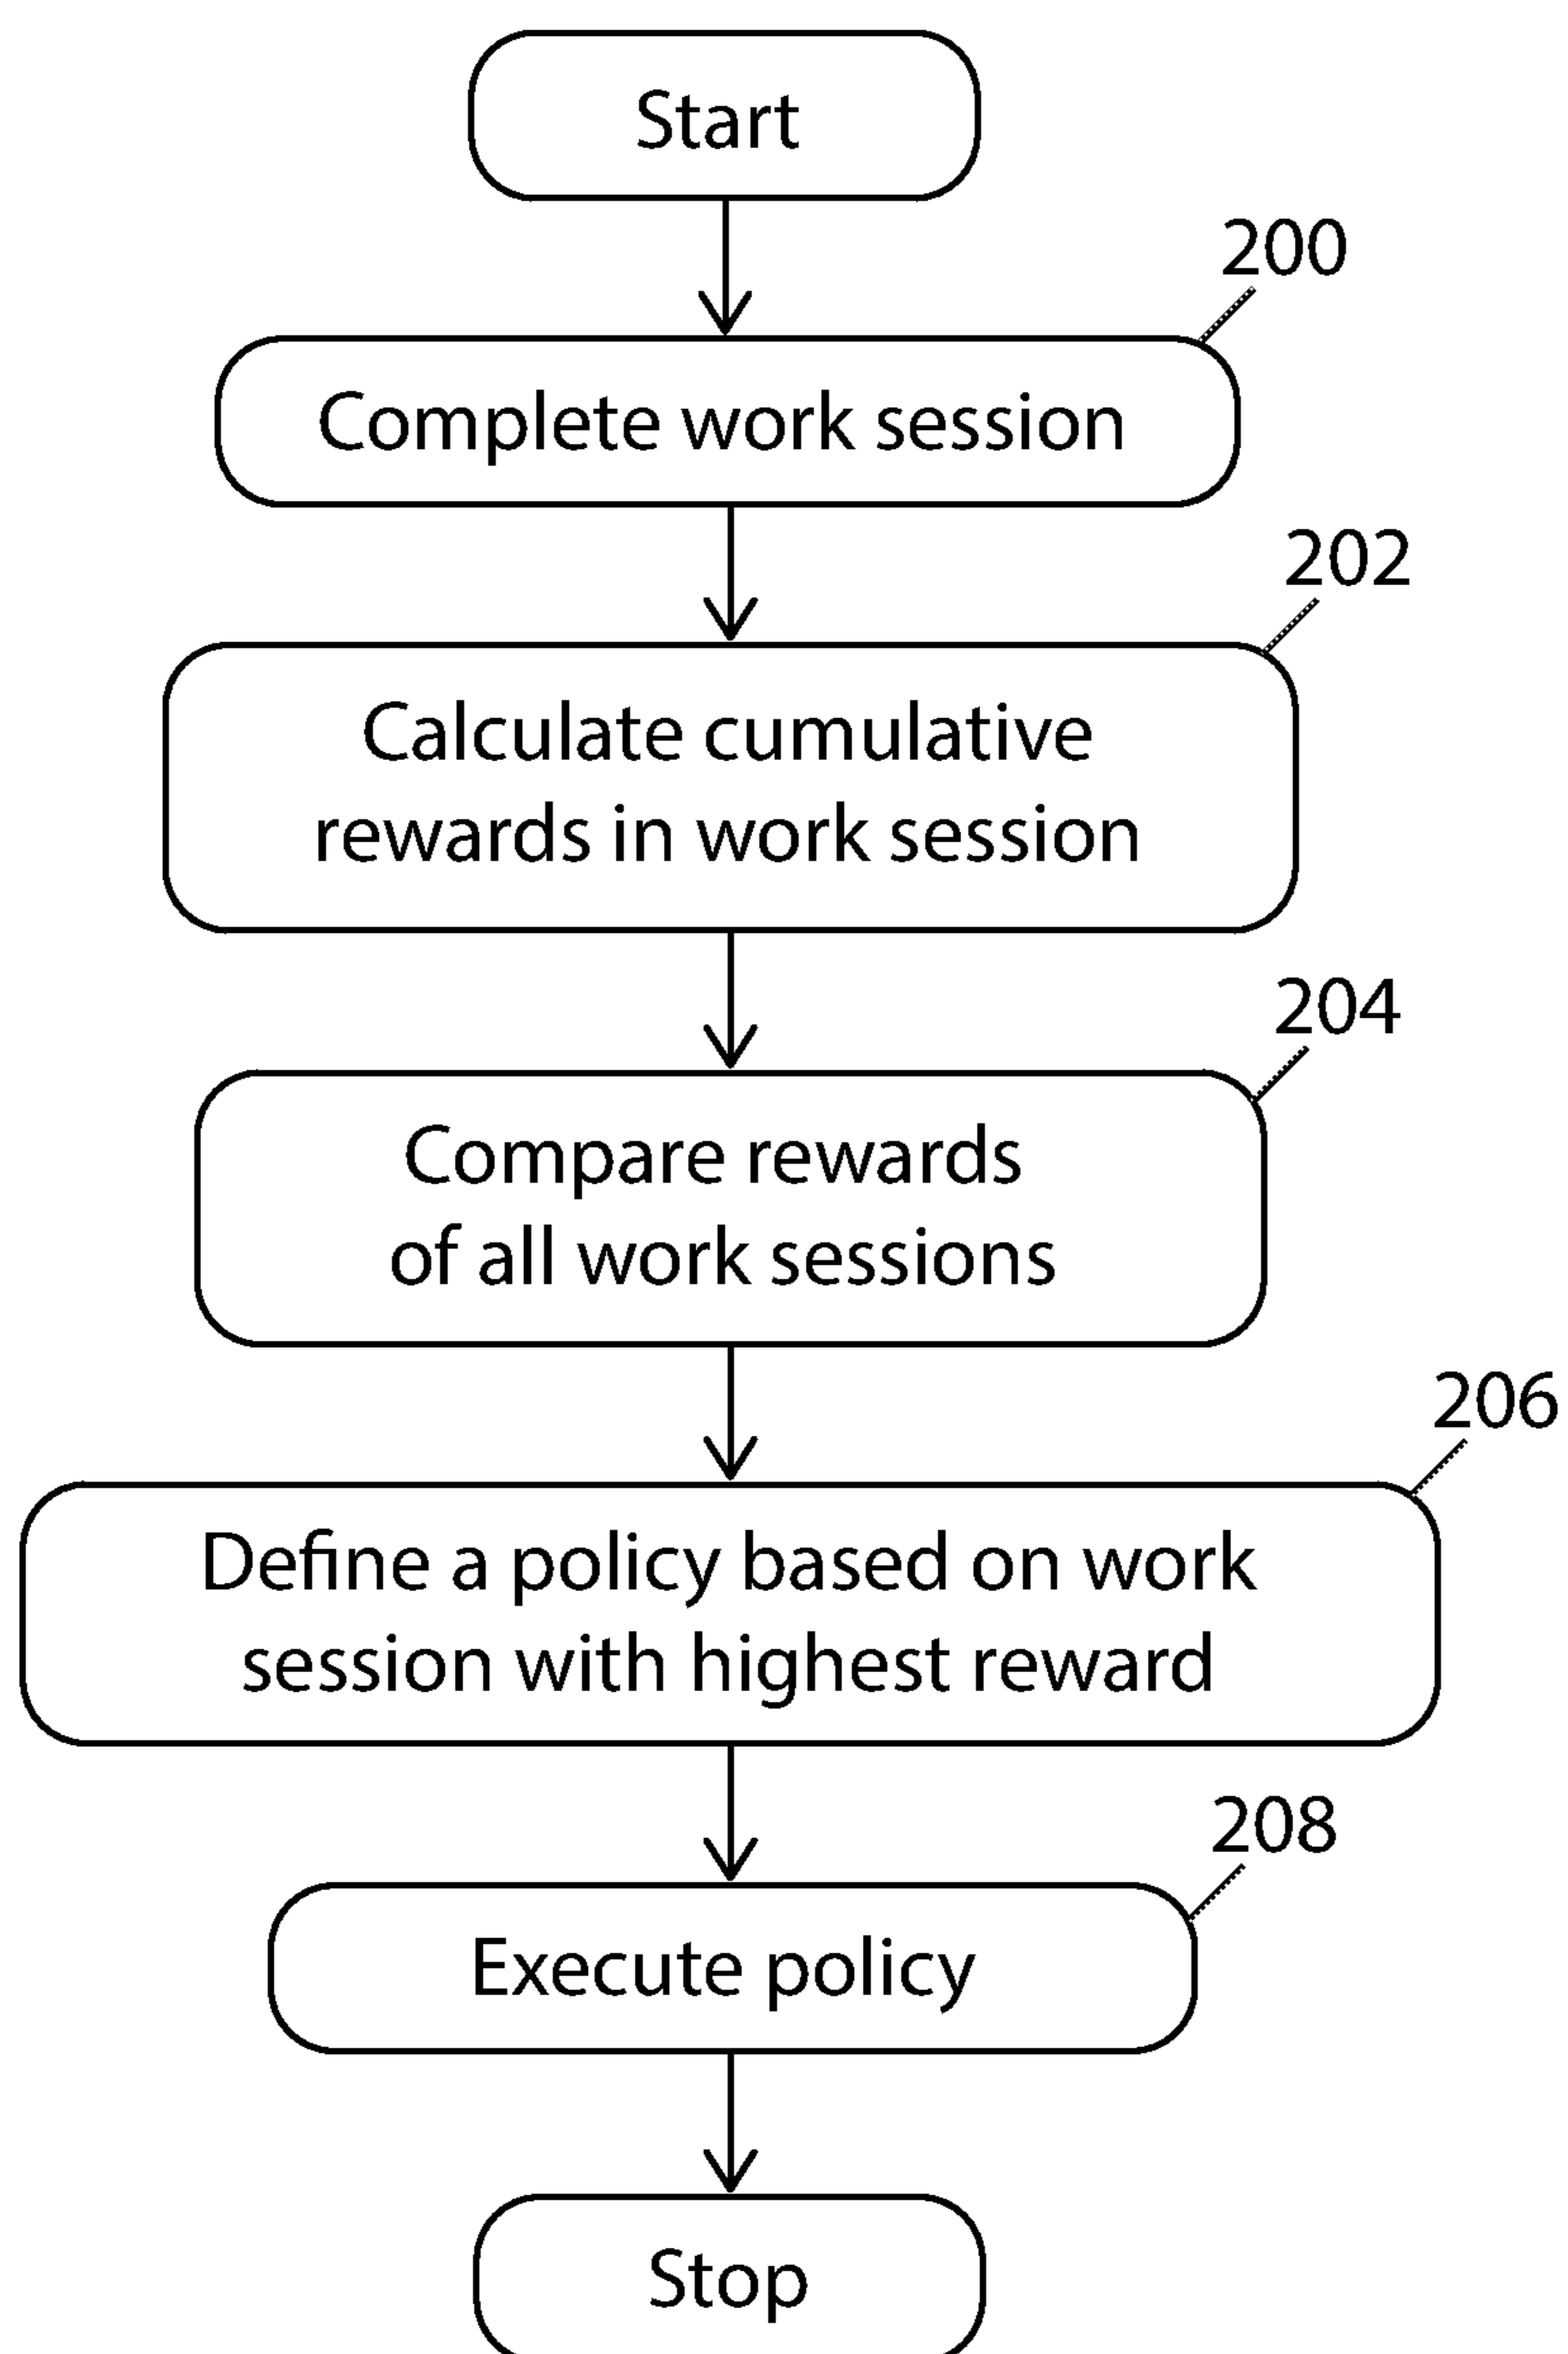 Start
200
Complete work session
202
Calculate cumulative
rewards in work session
204
Compare rewards
of all work sessions
206
Define a policy based on work
session with highest reward
208
Execute policy
Stop